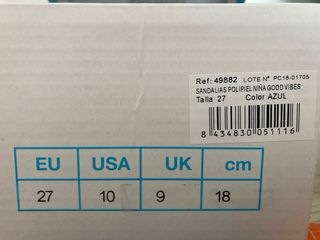 Ref: 49882 LOTE Nº PC18-01705
SANDALIAS POLIPIEL NIÑA GOOD VIBES
Talla 27 Color AZUL
8 434830 051116
EU USA UK cm
27 10 9 18